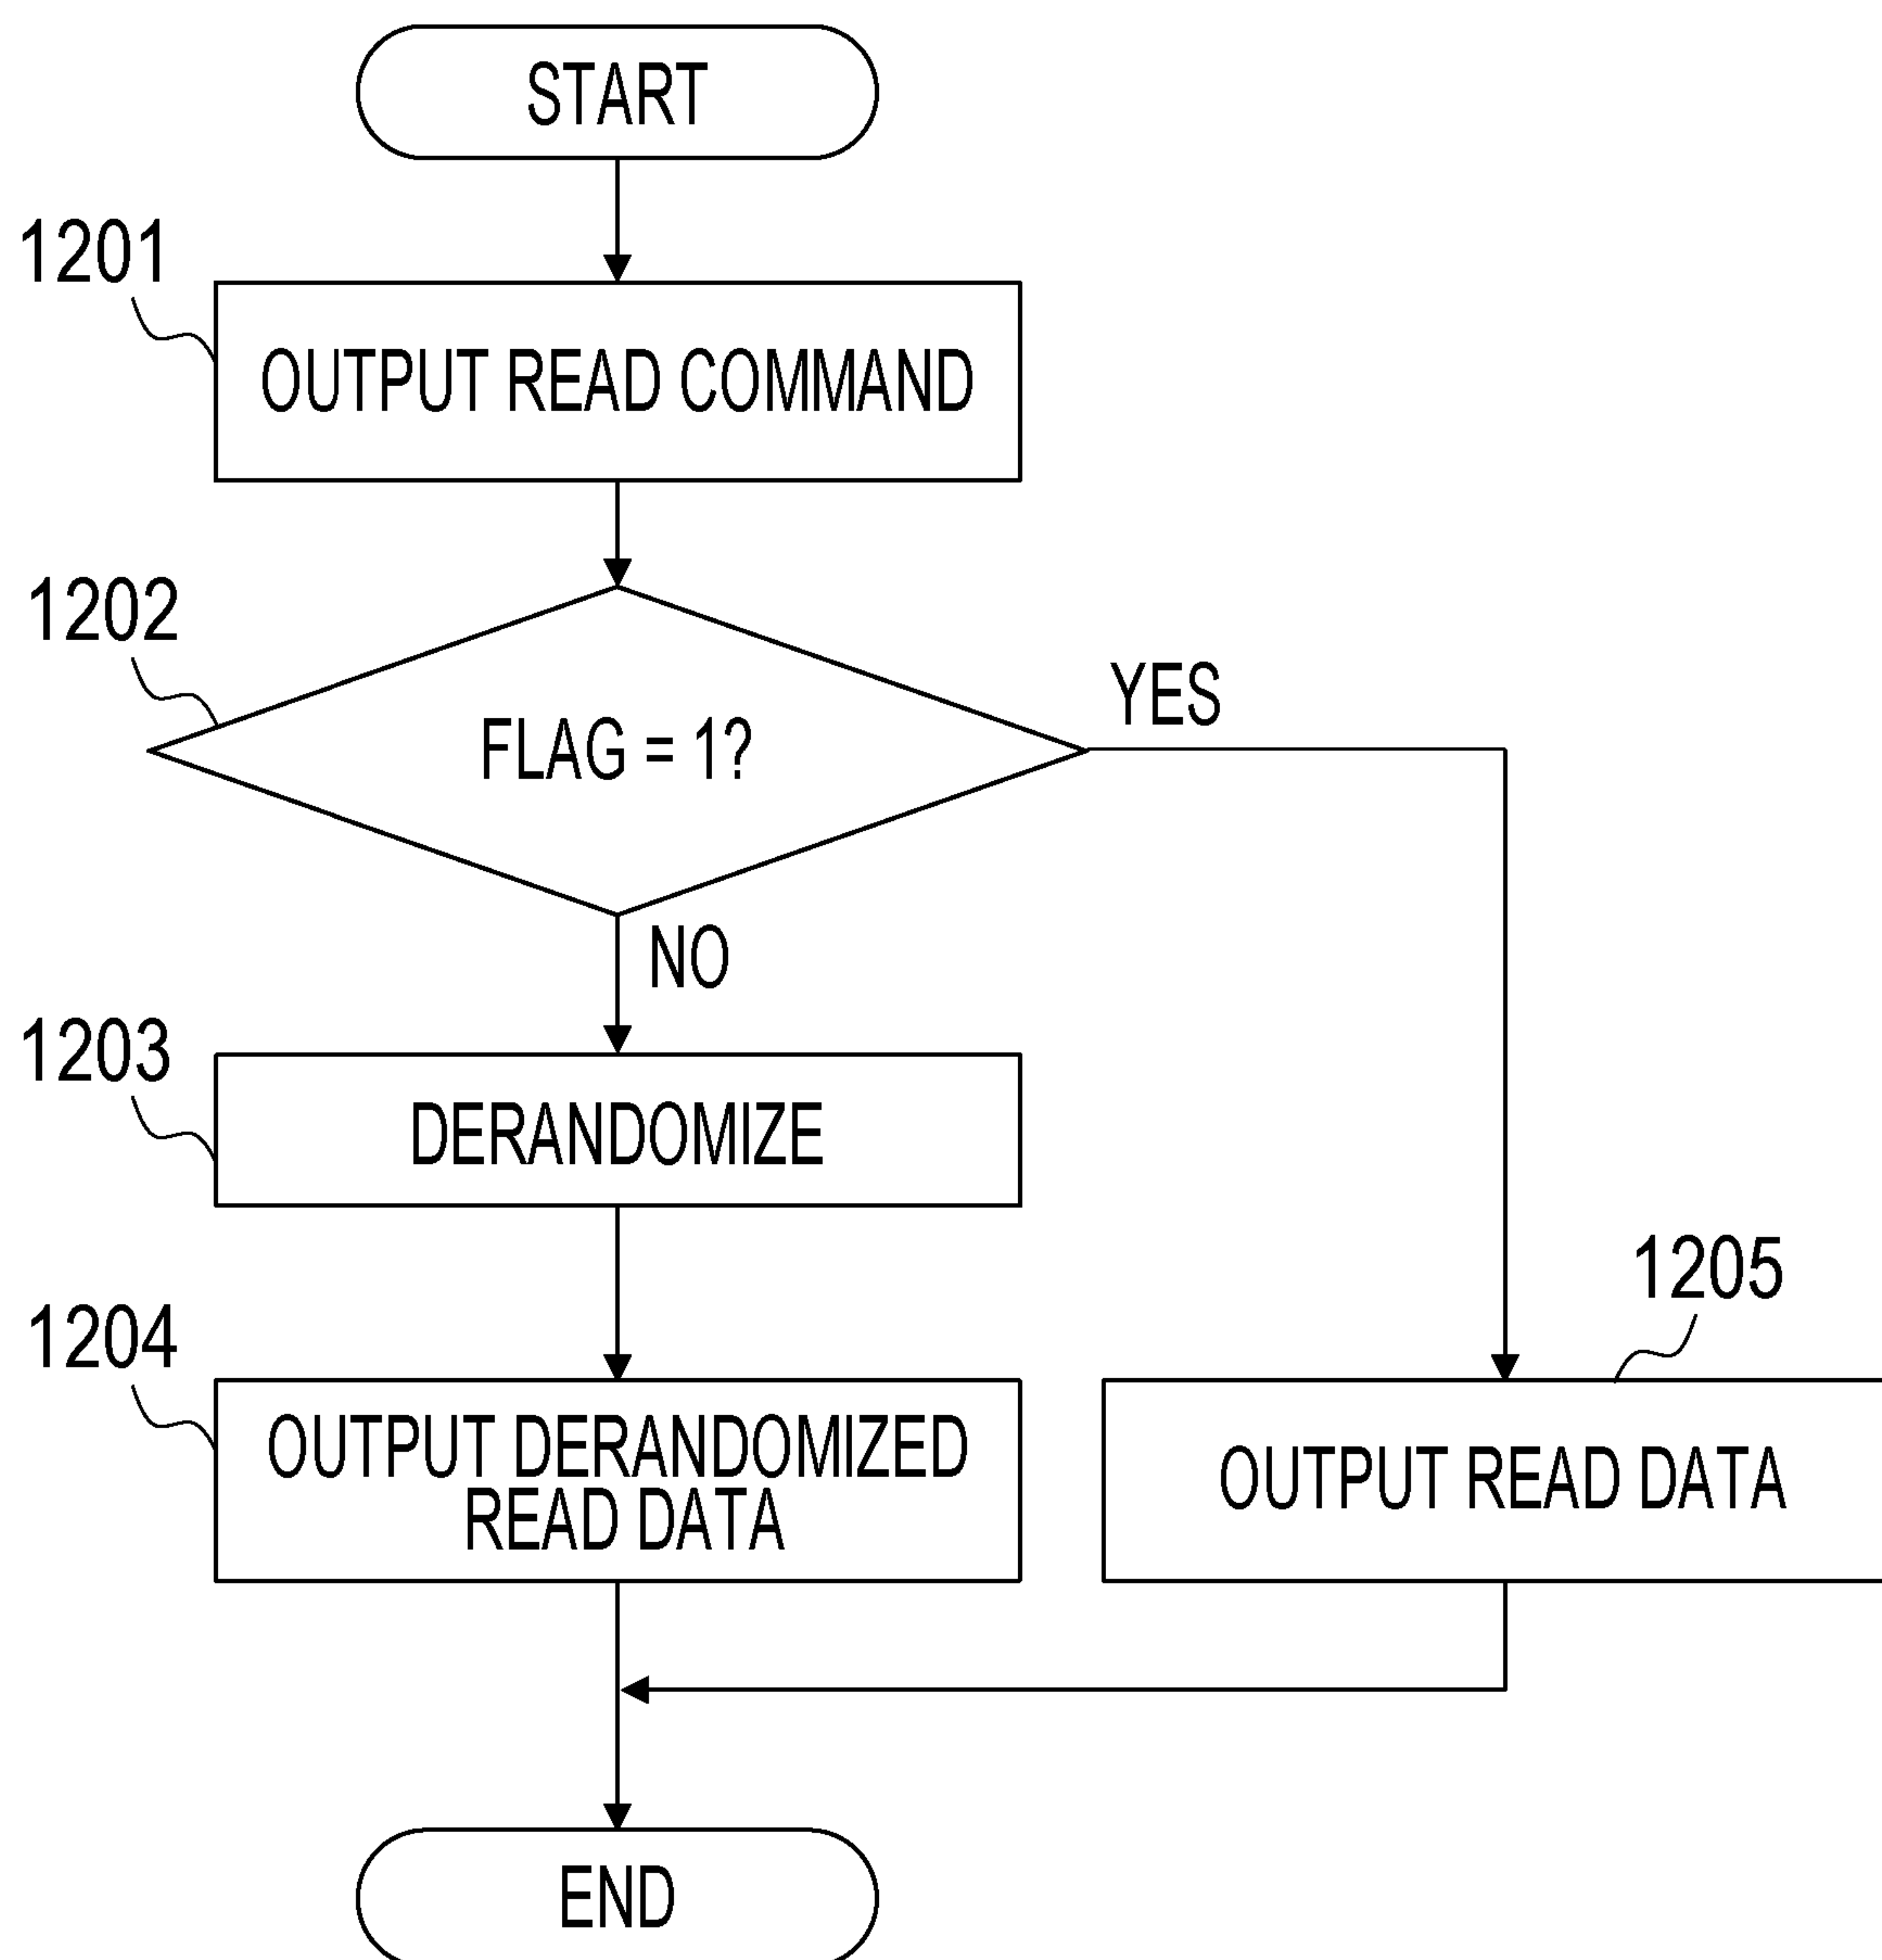 START
1201
OUTPUT READ COMMAND
1202
FLAG = 1?
YES
NO
1203
DERANDOMIZE
1204
OUTPUT DERANDOMIZED
READ DATA
1205
OUTPUT READ DATA
END